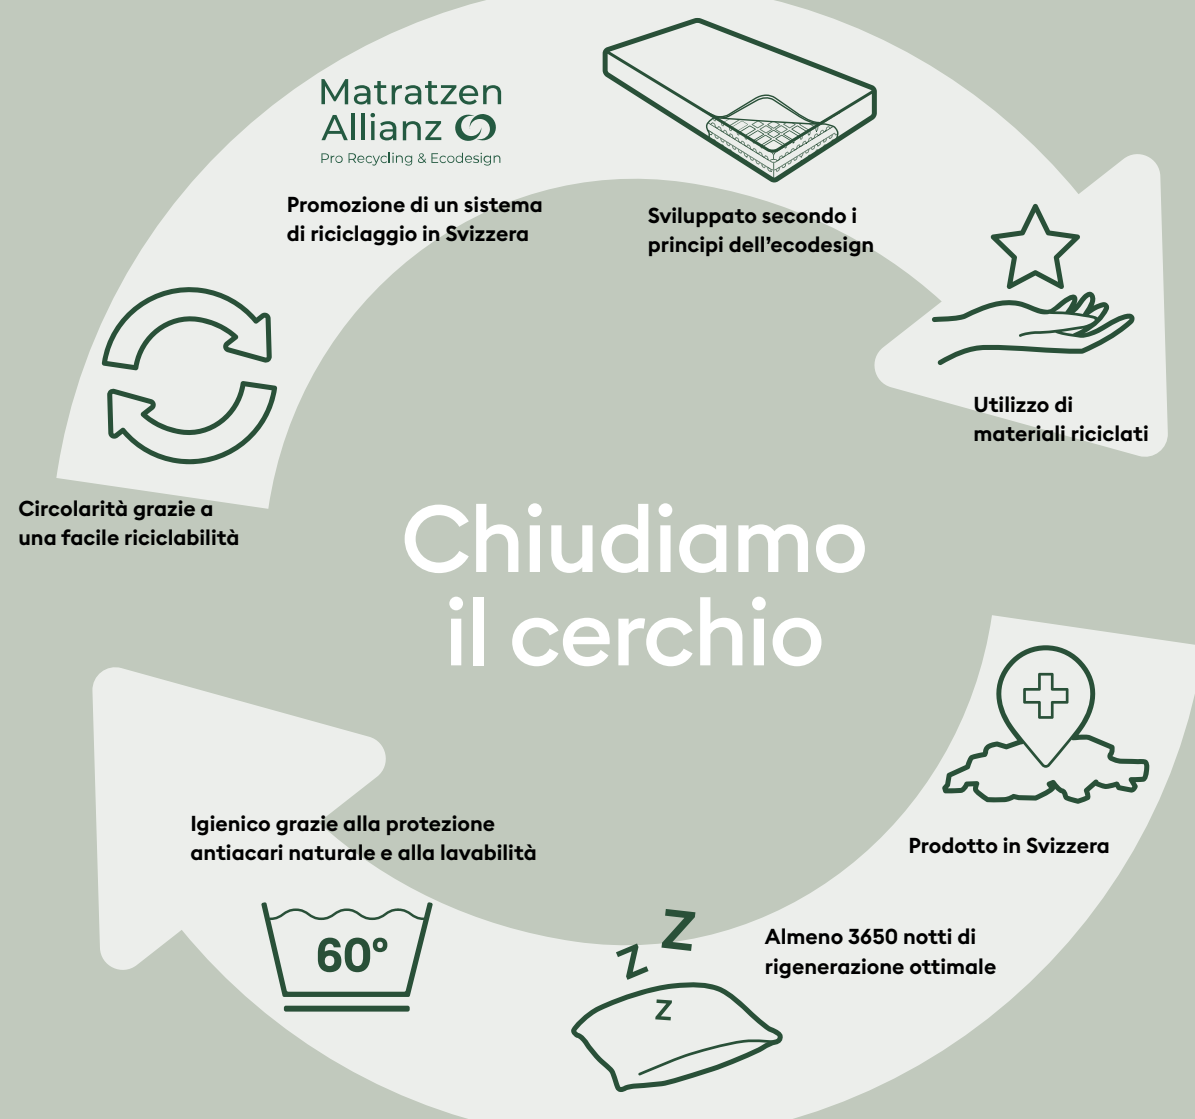 Matratzen
Allianz
Pro Recycling & Ecodesign
Promozione di un sistema
di riciclaggio in Svizzera
Sviluppato secondo i
principi dell’ecodesign
Utilizzo di
materiali riciclati
Circolarità grazie a
una facile riciclabilità
Chiudiamo
il cerchio
Prodotto in Svizzera
Igienico grazie alla protezione
antiacari naturale e alla lavabilità
60°
Almeno 3650 notti di
rigenerazione ottimale
Z
Z
Z